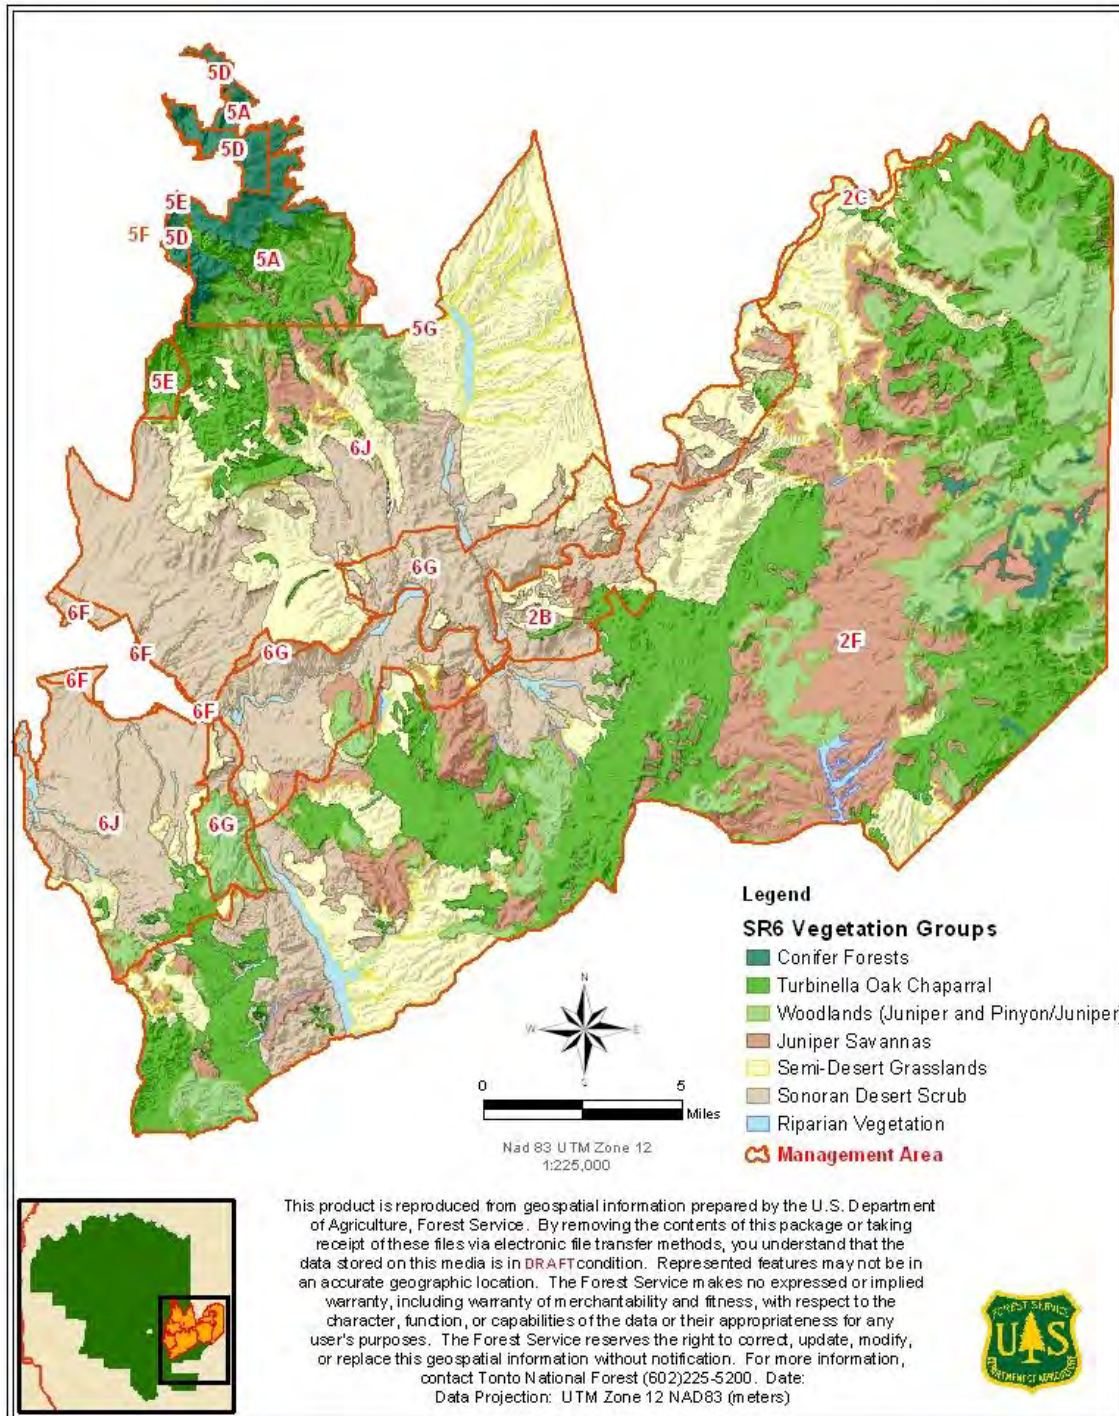 5D
5A
5D
5E
5F
5D
5A
2C
5G
5E
6J
6G
6F
2B
6F
6G
2F
6F
6F
6J
6G
Legend
SR6 Vegetation Groups
Conifer Forests
Turbinella Oak Chaparral
Woodlands (Juniper and Pinyon/Juniper
Juniper Savannas
Semi-Desert Grasslands
Sonoran Desert Scrub
Riparian Vegetation
Management Area
N
W
E
S
0 5
Miles
Nad 83 UTM Zone 12
1:225,000
This product is reproduced from geospatial information prepared by the U.S. Department
of Agriculture, Forest Service. By removing the contents of this package or taking
receipt of these files via electronic file transfer methods, you understand that the
data stored on this media is in DRAFT condition. Represented features may not be in
an accurate geographic location. The Forest Service makes no expressed or implied
warranty, including warranty of merchantability and fitness, with respect to the
character, function, or capabilities of the data or their appropriateness for any
user's purposes. The Forest Service reserves the right to correct, update, modify,
or replace this geospatial information without notification. For more information,
contact Tonto National Forest (602)225-5200. Date:
Data Projection: UTM Zone 12 NAD83 (meters)
FOREST SERVICE
US
DEPARTMENT OF AGRICULTURE